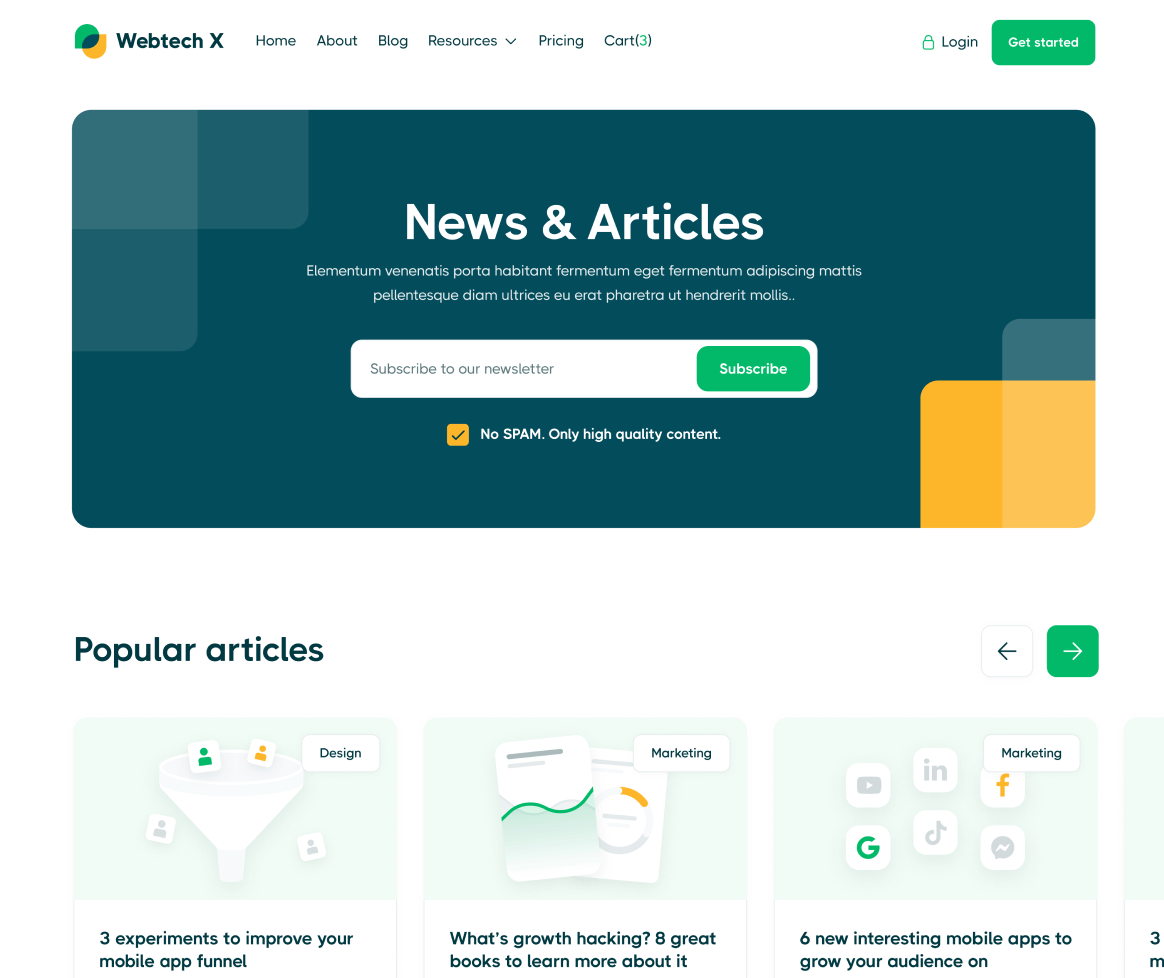 Webtech X
Home About Blog Resources Pricing Cart(3)
Login
Get started
News & Articles
Elementum venenatis porta habitant fermentum eget fermentum adipiscing mattis
pellentesque diam ultrices eu erat pharetra ut hendrerit mollis..
Subscribe to our newsletter
Subscribe
No SPAM. Only high quality content.
Popular articles
Design
3 experiments to improve your
mobile app funnel
Marketing
What's growth hacking? 8 great
books to learn more about it
Marketing
in
f
G
6 new interesting mobile apps to
grow your audience on
3